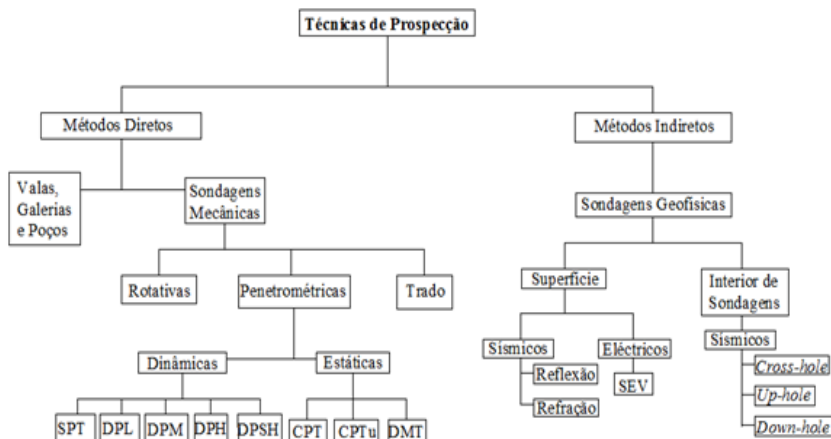 Técnicas de Prospecção
Métodos Diretos
Métodos Indiretos
Valas,
Galerias
e Poços
Sondagens
Mecânicas
Sondagens Geofísicas
Rotativas
Penetrométricas
Trado
Superfície
Interior de
Sondagens
Dinâmicas
Estáticas
Sísmicos
Eléctricos
Sísmicos
Reflexão
Refração
SEV
Cross-hole
Up-hole
Down-hole
SPT
DPL
DPM
DPH
DPSH
CPT
CPTu
DMT